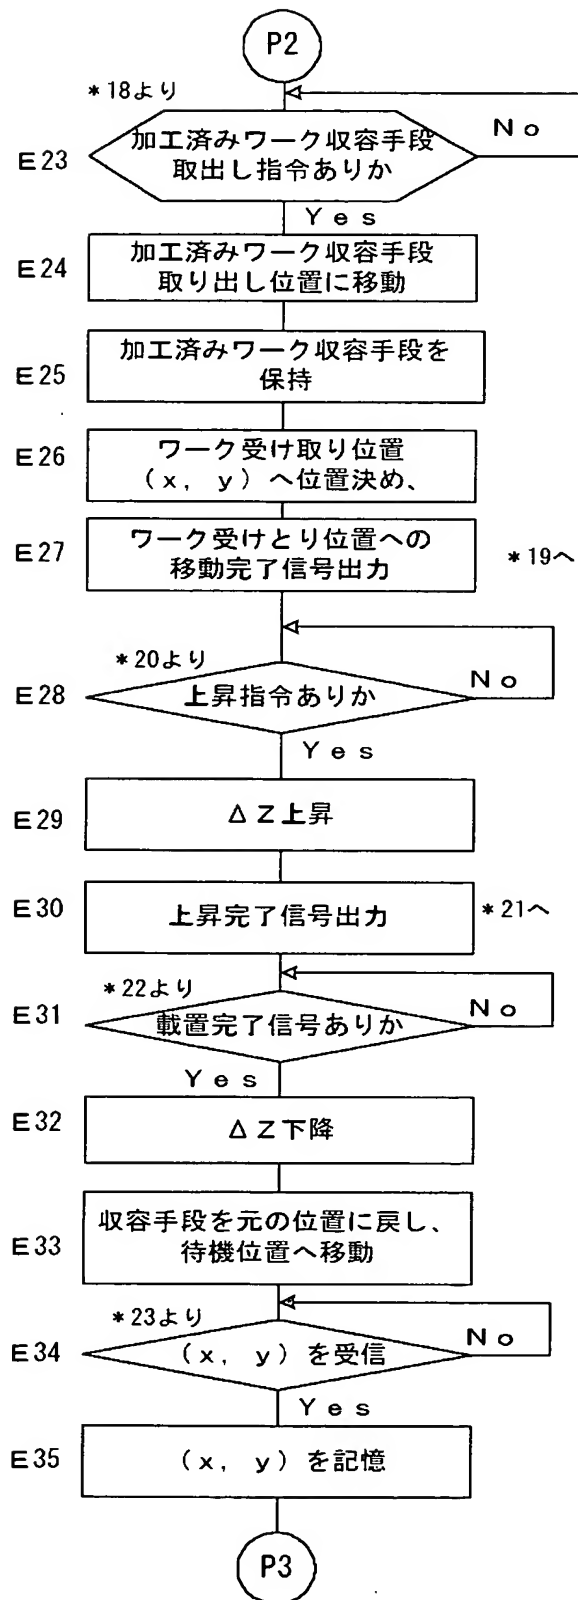 P2
*18より
E23
加工済みワーク収容手段
取出し指令ありか
No
Yes
E24
加工済みワーク収容手段
取り出し位置に移動
E25
加工済みワーク収容手段を
保持
E26
ワーク受け取り位置
(x, y)へ位置決め、
E27
ワーク受けとり位置への
移動完了信号出力
*19へ
*20より
E28
上昇指令ありか
No
Yes
E29
ΔZ上昇
E30
上昇完了信号出力
*21へ
*22より
E31
載置完了信号ありか
No
Yes
E32
ΔZ下降
E33
収容手段を元の位置に戻し、
待機位置へ移動
*23より
E34
(x, y)を受信
No
Yes
E35
(x, y)を記憶
P3